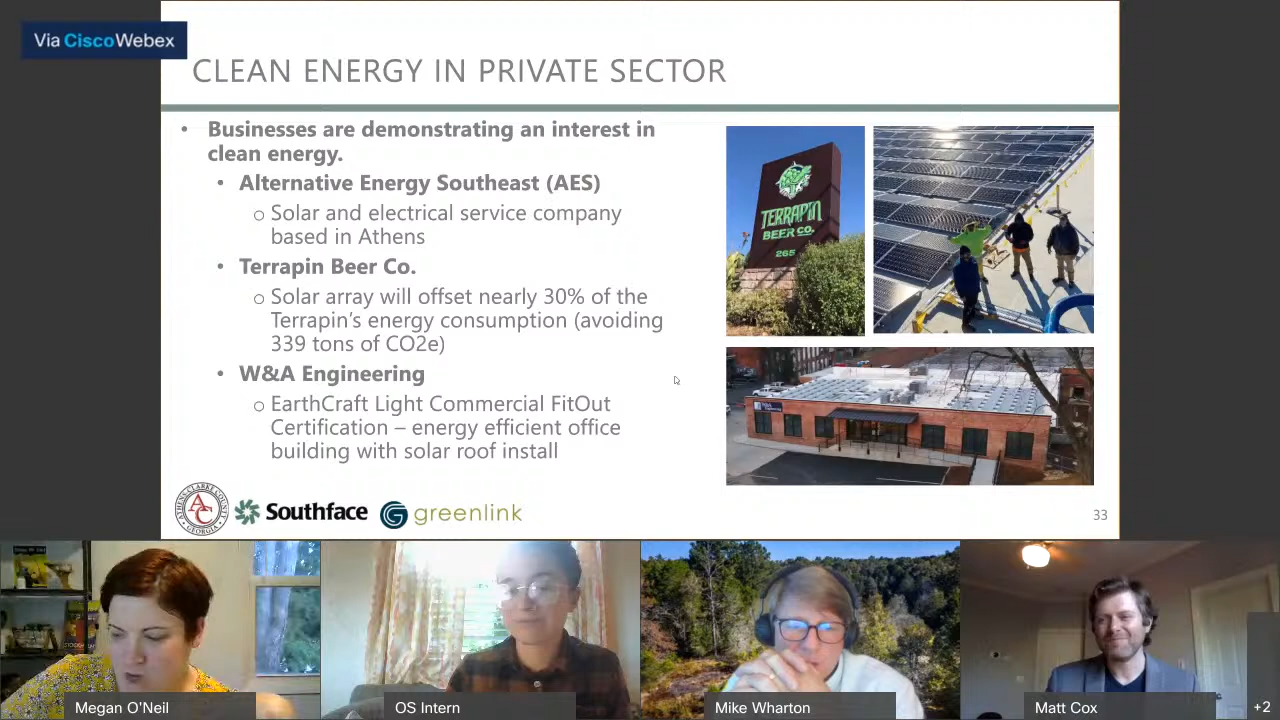 Via CiscoWebex
CLEAN ENERGY IN PRIVATE SECTOR
• Businesses are demonstrating an interest in
clean energy.
• Alternative Energy Southeast (AES)
o Solar and electrical service company
based in Athens
• Terrapin Beer Co.
o Solar array will offset nearly 30% of the
Terrapin's energy consumption (avoiding
339 tons of CO2e)
• W&A Engineering
o EarthCraft Light Commercial FitOut
Certification – energy efficient office
building with solar roof install
TERRAPIN
BEER CO.
265
Southface
greenlink
33
Megan O'Neil
OS Intern
Mike Wharton
Matt Cox
+2